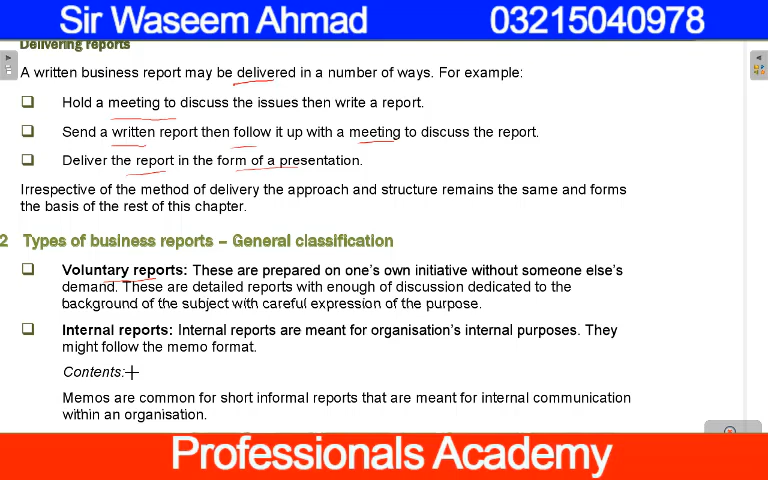 Sir Waseem Ahmad 03215040978
Delivering reports
A written business report may be delivered in a number of ways. For example:
❑ Hold a meeting to discuss the issues then write a report.
❑ Send a written report then follow it up with a meeting to discuss the report.
❑ Deliver the report in the form of a presentation.
Irrespective of the method of delivery the approach and structure remains the same and forms
the basis of the rest of this chapter.
2 Types of business reports – General classification
❑ Voluntary reports: These are prepared on one's own initiative without someone else's
demand. These are detailed reports with enough of discussion dedicated to the
background of the subject with careful expression of the purpose.
❑ Internal reports: Internal reports are meant for organisation's internal purposes. They
might follow the memo format.
Contents:
Memos are common for short informal reports that are meant for internal communication
within an organisation.
Professionals Academy